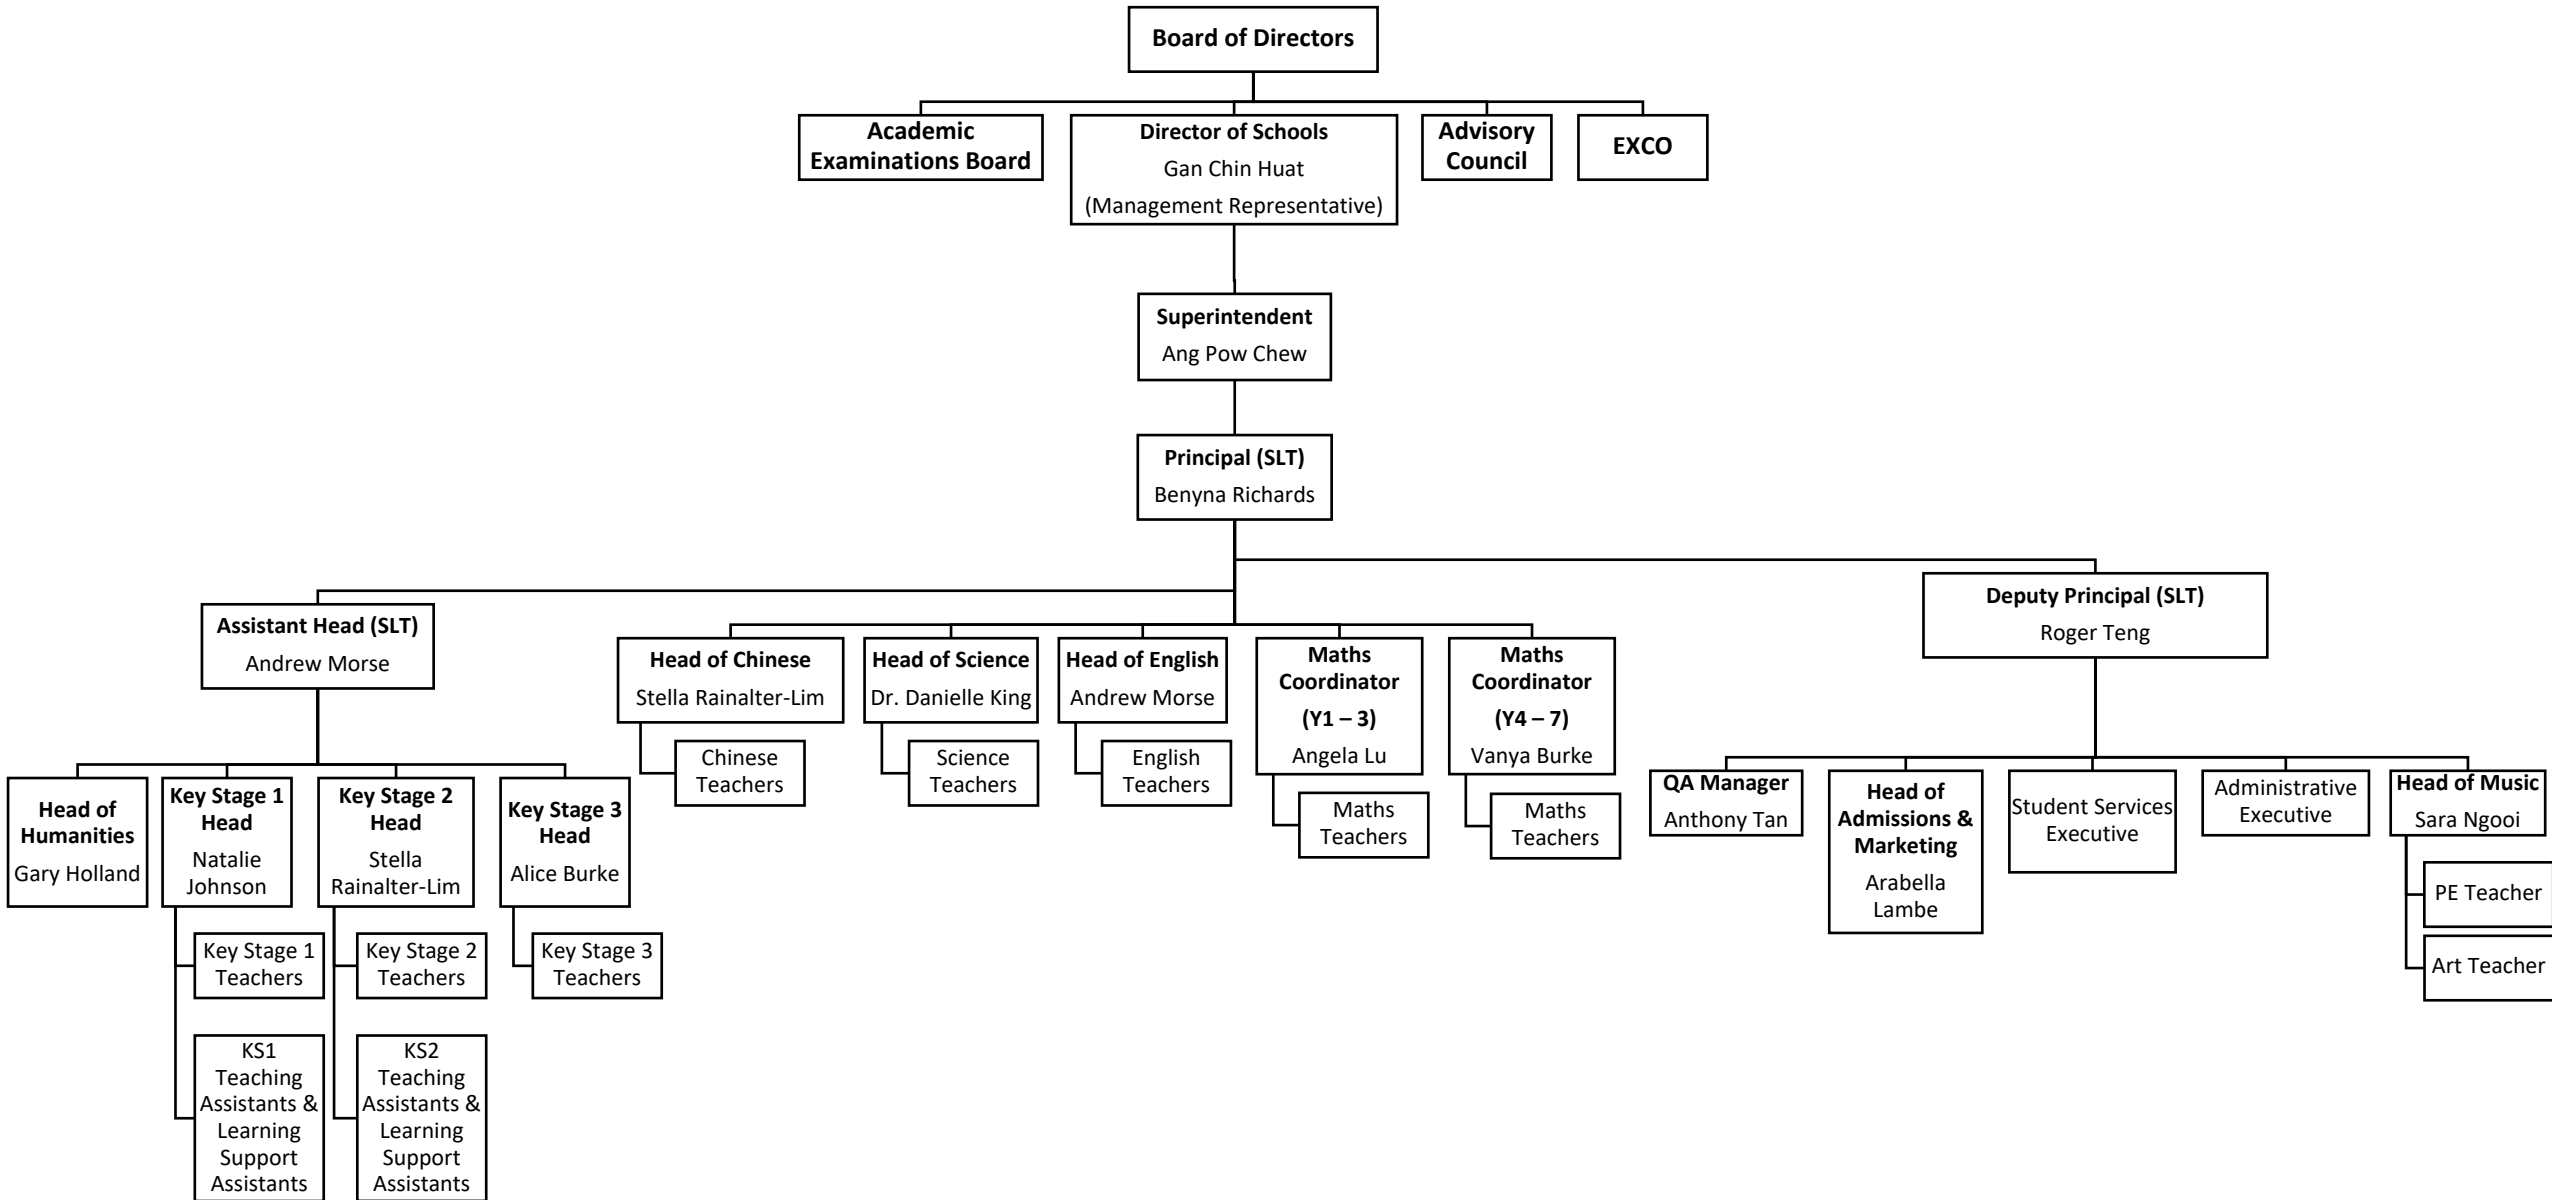 Board of Directors
Academic
Examinations Board
Director of Schools
Gan Chin Huat
(Management Representative)
Advisory
Council
EXCO
Superintendent
Ang Pow Chew
Principal (SLT)
Benyna Richards
Assistant Head (SLT)
Andrew Morse
Head of
Humanities
Gary Holland
Key Stage 1
Head
Natalie
Johnson
Key Stage 1
Teachers
KS1
Teaching
Assistants &
Learning
Support
Assistants
Key Stage 2
Head
Stella
Rainalter-Lim
Key Stage 2
Teachers
KS2
Teaching
Assistants &
Learning
Support
Assistants
Key Stage 3
Head
Alice Burke
Key Stage 3
Teachers
Head of Chinese
Stella Rainalter-Lim
Chinese
Teachers
Head of Science
Dr. Danielle King
Science
Teachers
Head of English
Andrew Morse
English
Teachers
Maths
Coordinator
(Y1 – 3)
Angela Lu
Maths
Teachers
Maths
Coordinator
(Y4 – 7)
Vanya Burke
Maths
Teachers
Deputy Principal (SLT)
Roger Teng
QA Manager
Anthony Tan
Head of
Admissions &
Marketing
Arabella
Lambe
Student Services
Executive
Administrative
Executive
Head of Music
Sara Ngooi
PE Teacher
Art Teacher